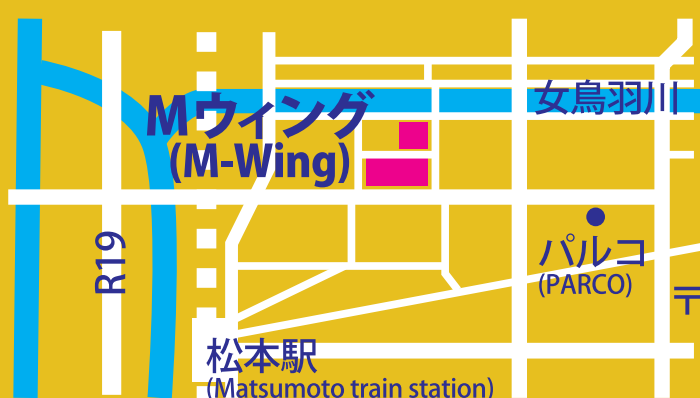 女鳥羽川
Mウィング
(M-Wing)
R19
パルコ
(PARCO)
〒
松本駅
(Matsumoto train station)